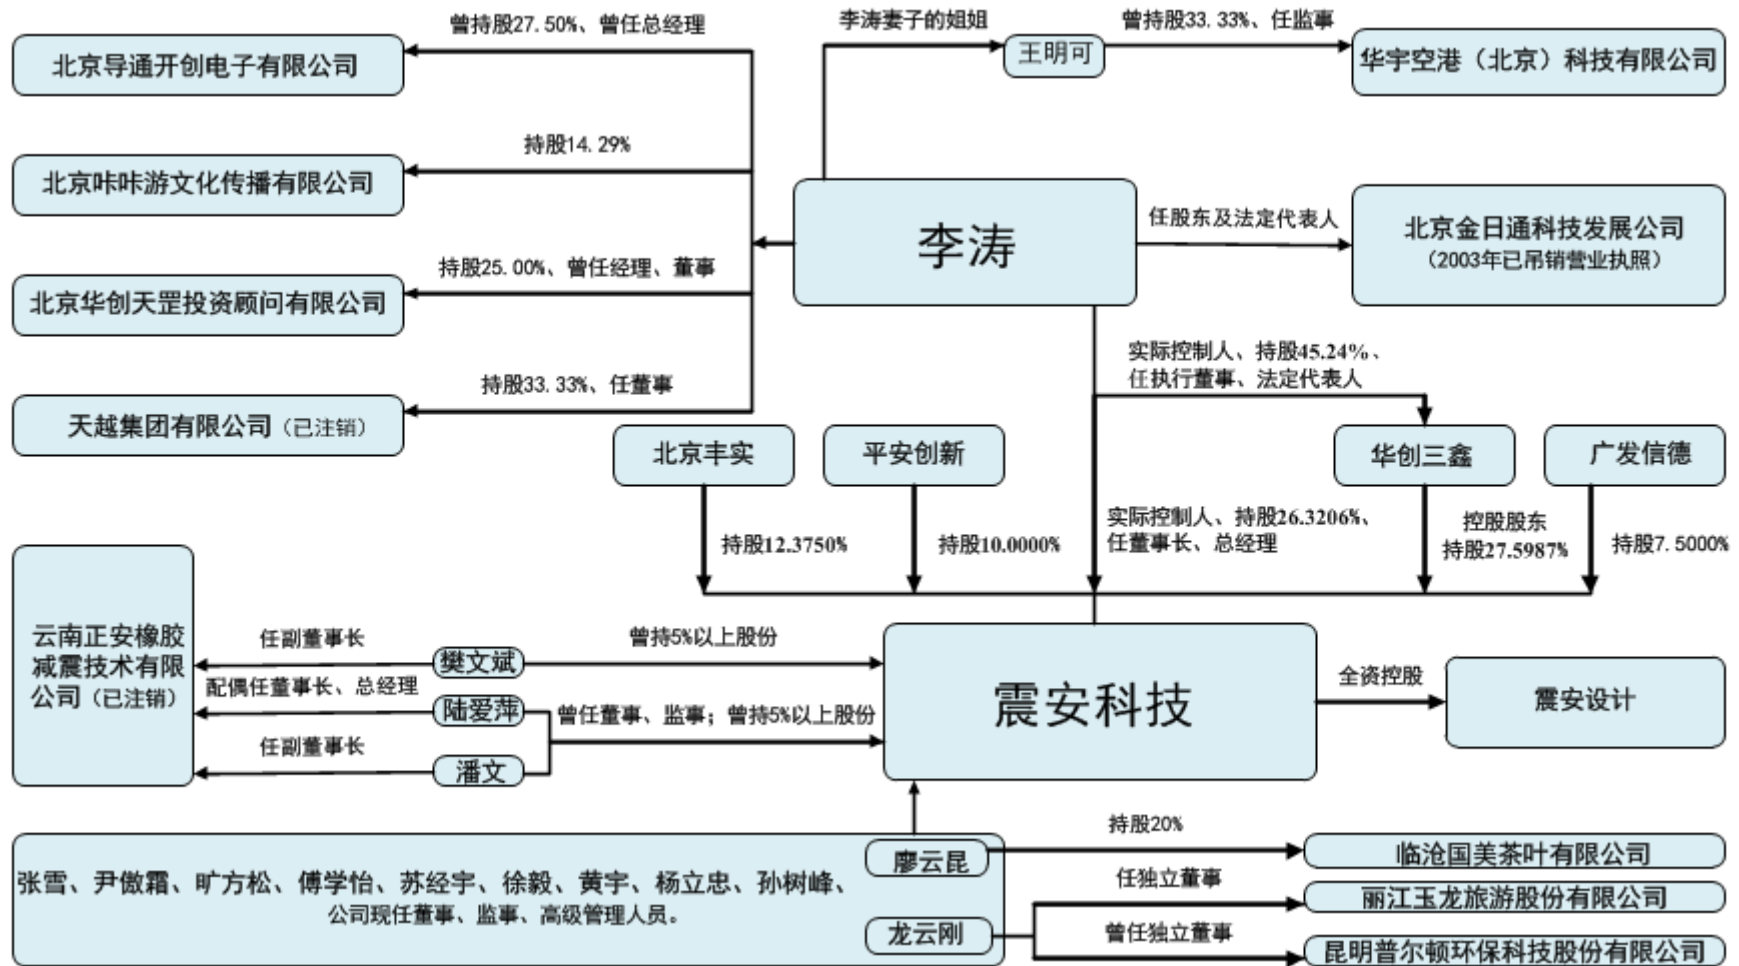 曾持股27.50%、曾任总经理
李涛妻子的姐姐
曾持股33.33%、任监事
北京导通开创电子有限公司
王明可
华宇空港（北京）科技有限公司
持股14.29%
北京咔咔游文化传播有限公司
李涛
任股东及法定代表人
北京金日通科技发展公司
（2003年已吊销营业执照）
持股25.00%、曾任经理、董事
北京华创天罡投资顾问有限公司
实际控制人、持股45.24%、
任执行董事、法定代表人
持股33.33%、任董事
天越集团有限公司（已注销）
北京丰实
平安创新
华创三鑫
广发信德
持股12.3750%
持股10.0000%
实际控制人、持股26.3206%、
任董事长、总经理
控股股东
持股27.5987%
持股7.5000%
云南正安橡胶
减震技术有限
公司（已注销）
任副董事长
樊文斌
曾持5%以上股份
配偶任董事长、总经理
陆爱萍
曾任董事、监事；曾持5%以上股份
任副董事长
潘文
震安科技
全资控股
震安设计
张雪、尹傲霜、旷方松、傅学怡、苏经宇、徐毅、黄宇、杨立忠、孙树峰、
公司现任董事、监事、高级管理人员。
廖云昆
龙云刚
持股20%
临沧国美茶叶有限公司
任独立董事
丽江玉龙旅游股份有限公司
曾任独立董事
昆明普尔顿环保科技股份有限公司